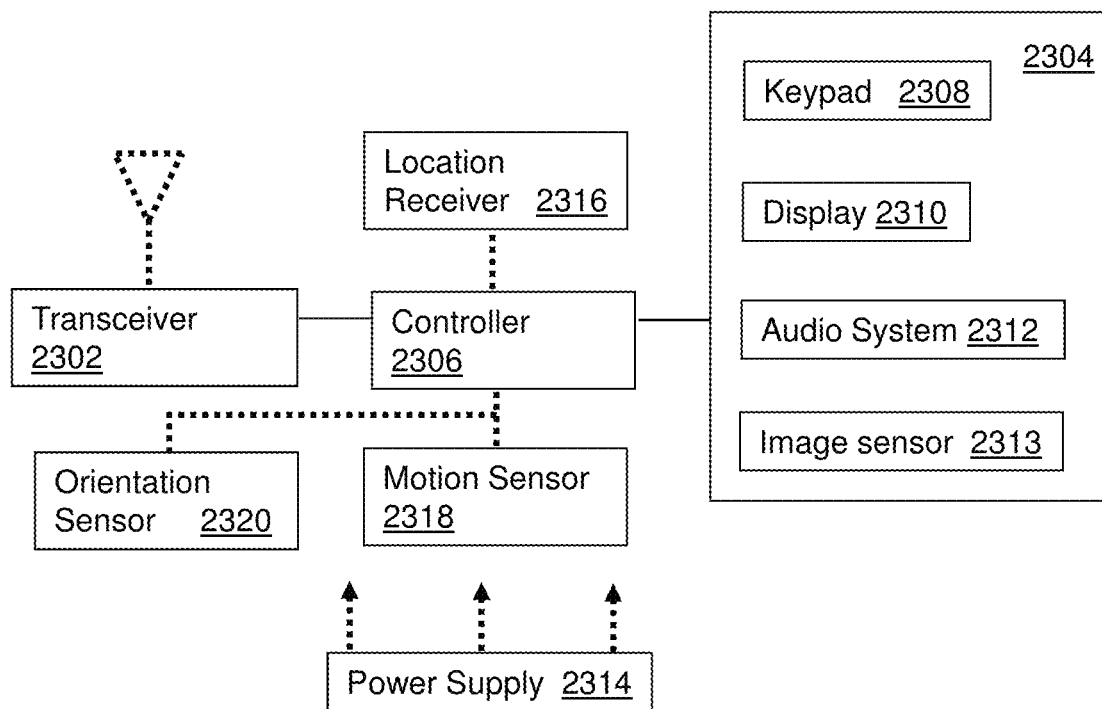 2304
Keypad 2308
Location
Receiver 2316
Display 2310
Transceiver
2302
Controller
2306
Audio System 2312
Image sensor 2313
Orientation
Sensor 2320
Motion Sensor
2318
Power Supply 2314